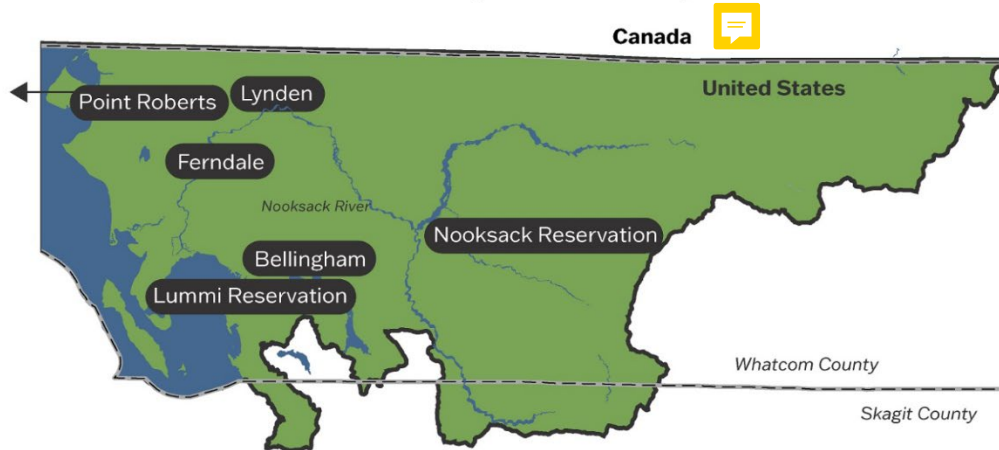 Canada
United States
Point Roberts
Lynden
Ferndale
Nooksack River
Nooksack Reservation
Bellingham
Lummi Reservation
Whatcom County
Skagit County